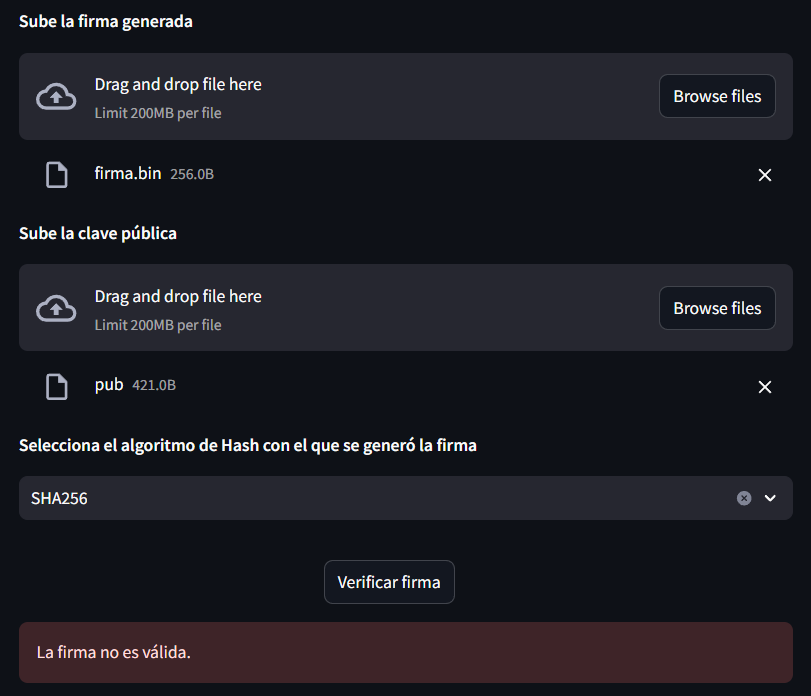 Sube la firma generada
Drag and drop file here
Limit 200MB per file
Browse files
firma.bin 256.0B
Sube la clave pública
Drag and drop file here
Limit 200MB per file
Browse files
pub 421.0B
Selecciona el algoritmo de Hash con el que se generó la firma
SHA256
Verificar firma
La firma no es válida.